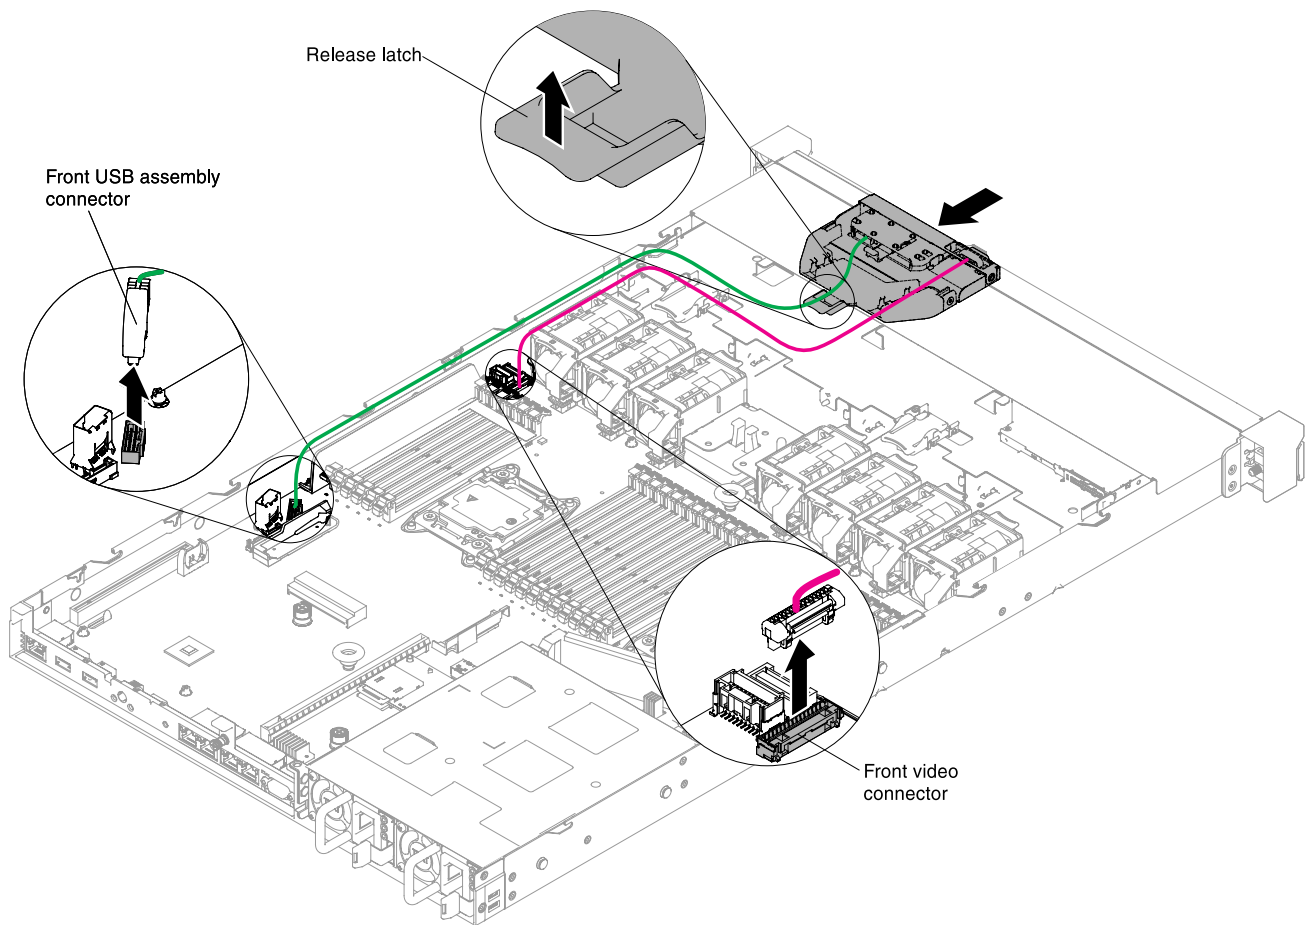 Release latch
Front USB assembly
connector
Front video
connector